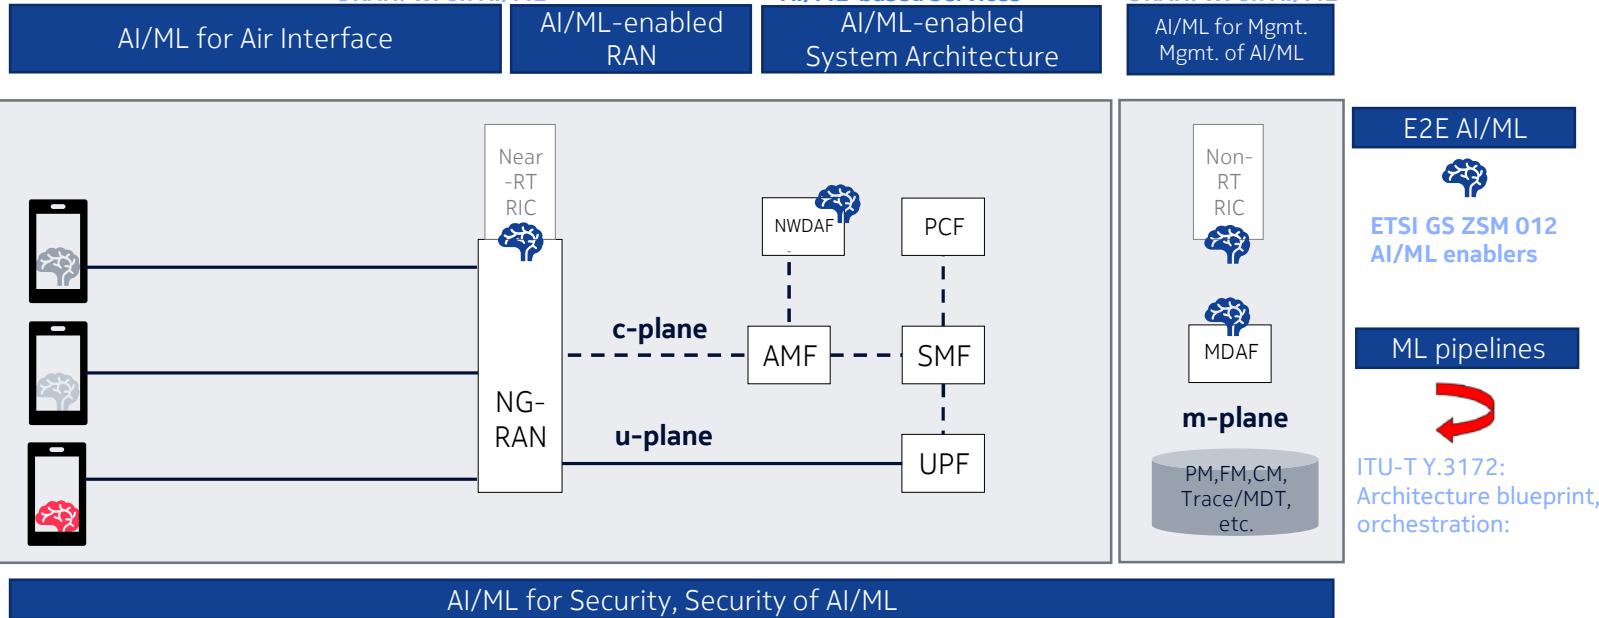 AI/ML for Air Interface
AI/ML-enabled
RAN
AI/ML-enabled
System Architecture
AI/ML for Mgmt.
Mgmt. of AI/ML
E2E AI/ML
ETSI GS ZSM 012
AI/ML enablers
ML pipelines
ITU-T Y.3172:
Architecture blueprint,
orchestration:
Near
-RT
RIC
NG-
RAN
c-plane
u-plane
NWDAF
PCF
AMF
SMF
UPF
Non-
RT
RIC
MDAF
m-plane
PM,FM,CM,
Trace/MDT,
etc.
AI/ML for Security, Security of AI/ML